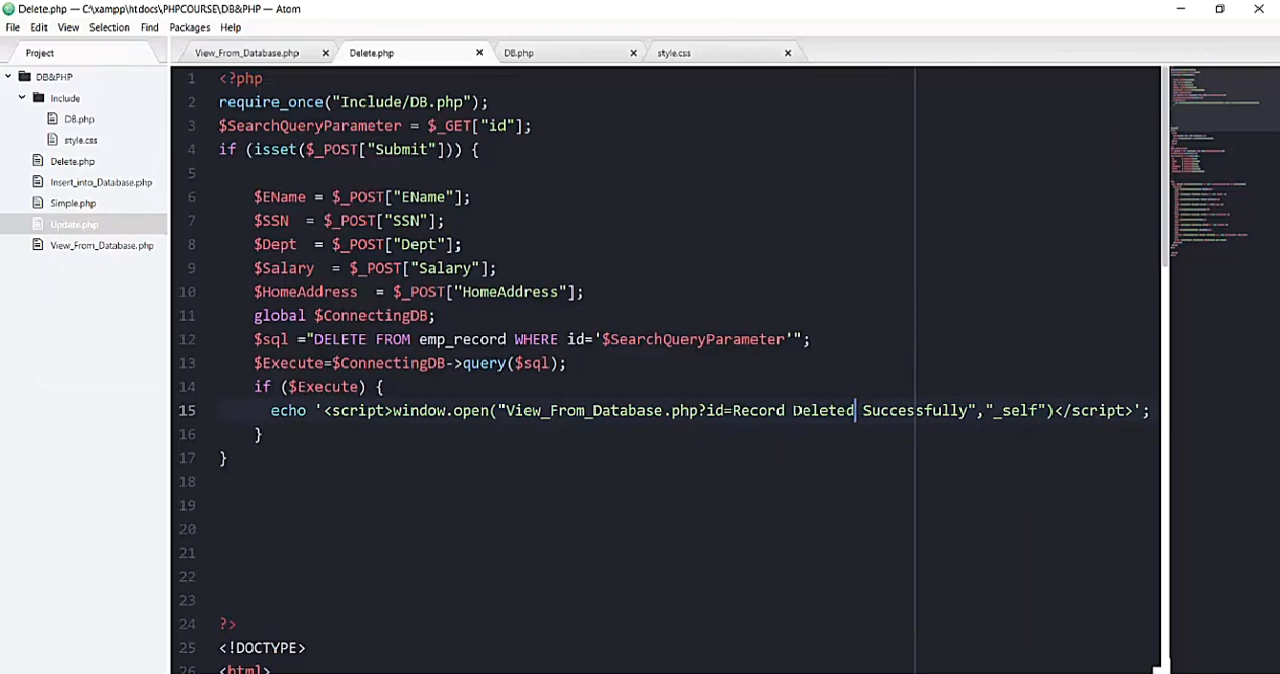 Delete.php — C:\xampp\htdocs\PHPCOURSE\DB&PHP — Atom
File Edit View Selection Find Packages Help
Project
View_From_Database.php
Delete.php
DB.php
style.css
DB&PHP
Include
DB.php
style.css
Delete.php
Insert_into_Database.php
Simple.php
Update.php
View_From_Database.php
1 <?php
2 require_once("Include/DB.php");
3 $SearchQueryParameter = $_GET["id"];
4 if (isset($_POST["Submit"])) {
5
6 $EName = $_POST["EName"];
7 $SSN  = $_POST["SSN"];
8 $Dept  = $_POST["Dept"];
9 $Salary  = $_POST["Salary"];
10 $HomeAddress  = $_POST["HomeAddress"];
11 global $ConnectingDB;
12 $sql ="DELETE FROM emp_record WHERE id='$SearchQueryParameter'";
13 $Execute=$ConnectingDB->query($sql);
14 if ($Execute) {
15 echo '<script>window.open("View_From_Database.php?id=Record Deleted Successfully","_self")</script>';
16 }
17 }
18
19
20
21
22
23
24 ?>
25 <!DOCTYPE>
26 <html>